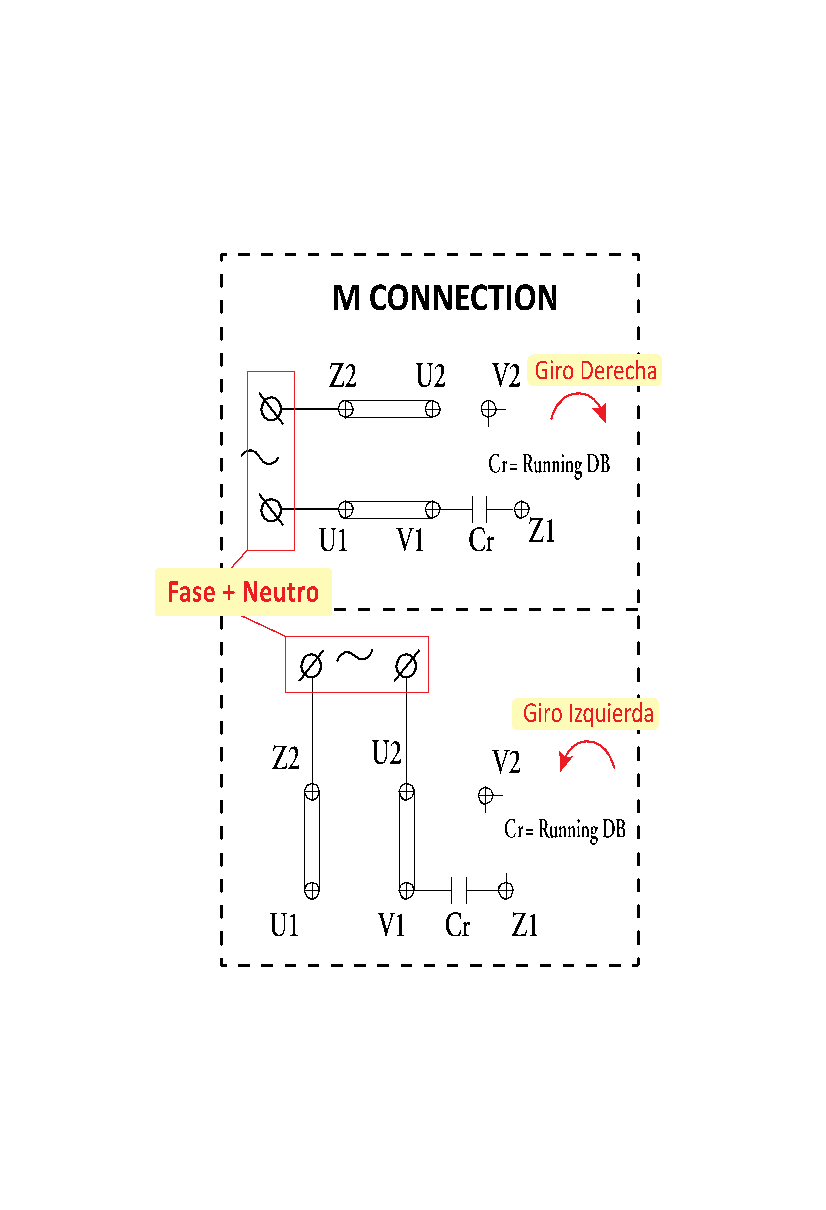 M CONNECTION
Z2 U2 V2 Giro Derecha
Cr= Running DB
U1 V1 Cr Z1
Fase + Neutro
Giro Izquierda
Z2 U2 V2
Cr= Running DB
U1 V1 Cr Z1